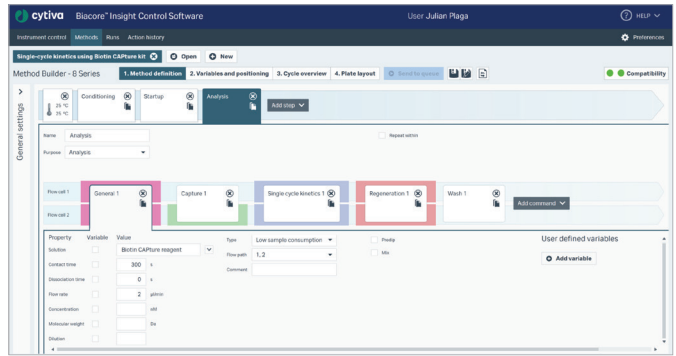 cytiva Biacore™ Insight Control Software User Julian Plaga HELP
Instrument control Methods Runs Action history Preferences
Single-cycle kinetics using Biotin CAPture kit Open New
Method Builder - 8 Series 1. Method definition 2. Variables and positioning 3. Cycle overview 4. Plate layout Send to queue Compatibility
General settings
25 °C
25 °C
Conditioning Startup Analysis Add step
Name Analysis Repeat within
Purpose Analysis
Flow cell 1
Flow cell 2
General 1 Capture 1 Single cycle kinetics 1 Regeneration 1 Wash 1 Add command
Property Variable Value Type Low sample consumption Predip User defined variables
Solution Biotin CAPture reagent Flow path 1, 2 Mix Add variable
Contact time 300 s Comment
Dissociation time 0 s
Flow rate 2 µl/min
Concentration nM
Molecular weight Da
Dilution